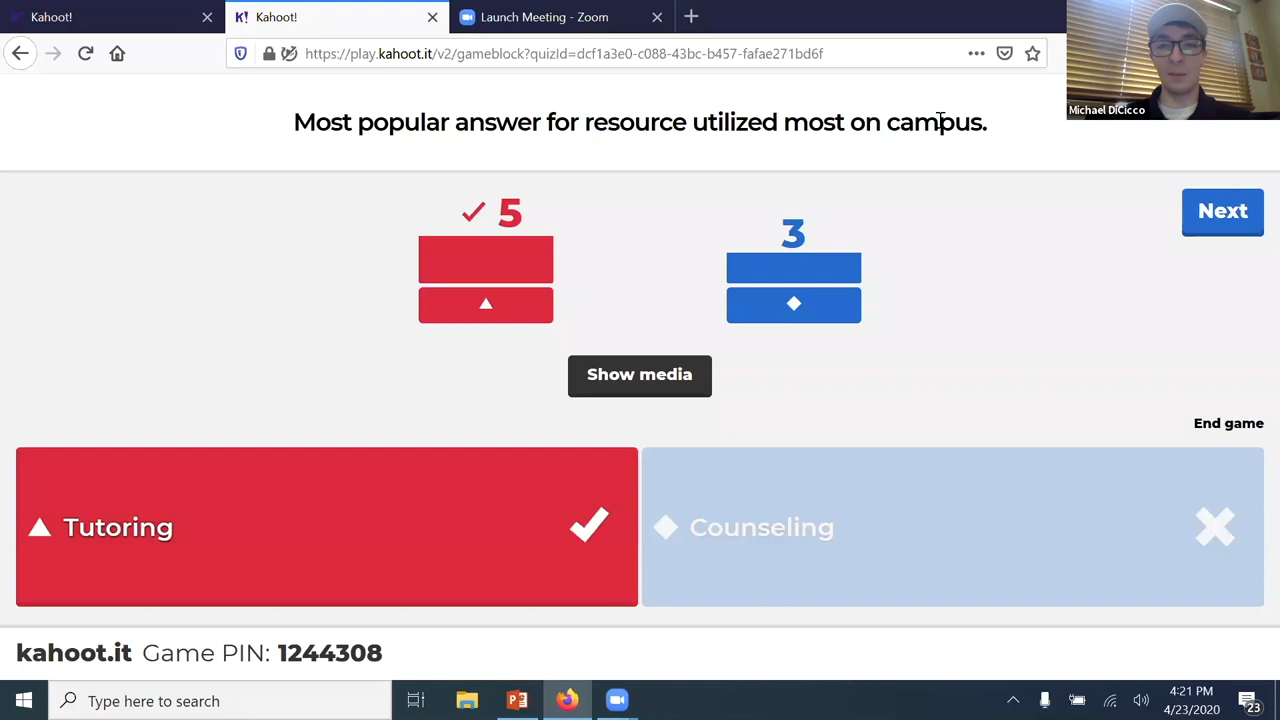 Kahoot!
K! Kahoot!
Launch Meeting - Zoom
https://play.kahoot.it/v2/gameblock?quizId=dcf1a3e0-c088-43bc-b457-fafae271bd6f
Michael DiCicco
Most popular answer for resource utilized most on campus.
Next
5
3
Show media
End game
Tutoring
Counseling
kahoot.it Game PIN: 1244308
Type here to search
4:21 PM
4/23/2020
23